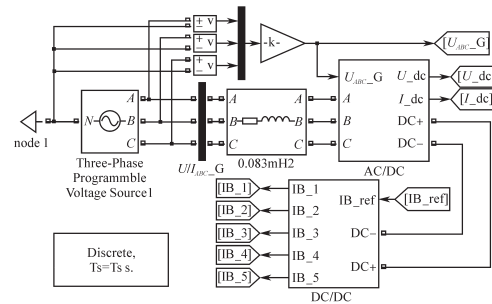 + v
−
+ v
−
+ v
−
-k-
[U_ABC_G]
U_ABC_G
U_dc
[U_dc
I_dc
[I_dc]
A
A
A
A
N
B
B
B
B
DC+
C
C
C
C
DC−
node 1
Three-Phase
Programmble
Voltage Source1
U/I_ABC_G
0.083mH2
AC/DC
[IB_1]
IB_1
IB_ref
[IB_ref]
[IB_2]
IB_2
[IB_3]
IB_3
DC−
[IB_4]
IB_4
[IB_5]
IB_5
DC+
DC/DC
Discrete,
Ts=Ts s.